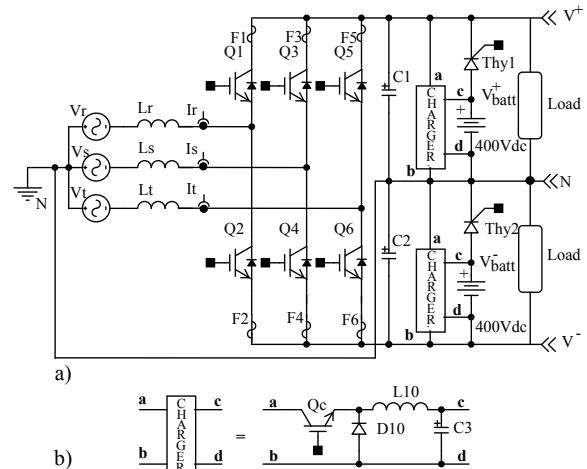 F1 F3 F5 V+
Q1 Q3 Q5
Thy1
C1
a
CHARGER
c
V+batt
Load
+
d
400Vdc
b
Vr Lr Ir
Vs Ls Is
Vt Lt It
N
N
Q2 Q4 Q6
C2
Thy2
a
CHARGER
c
V-batt
Load
+
d
400Vdc
b
F2 F4 F6
V-
a)
a c
CHARGER
b d
=
a Qc L10 c
D10 C3
b d
b)